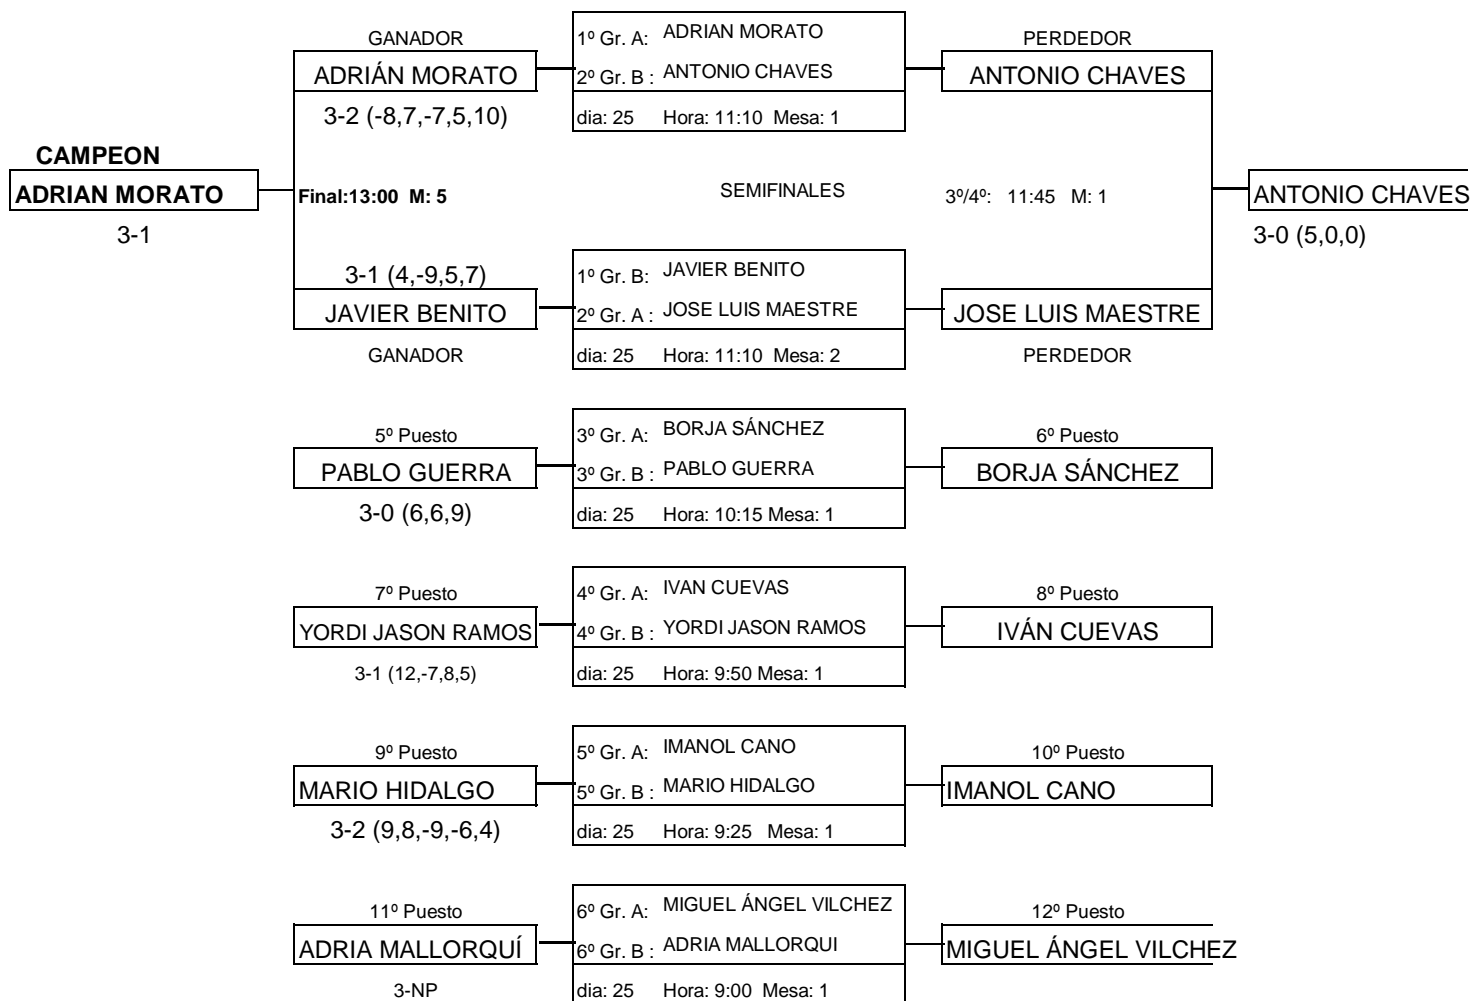 GANADOR 1º Gr. A: ADRIAN MORATO PERDEDOR
ADRIÁN MORATO 2º Gr. B : ANTONIO CHAVES ANTONIO CHAVES
3-2 (-8,7,-7,5,10) dia: 25 Hora: 11:10 Mesa: 1
CAMPEON
ADRIAN MORATO Final:13:00 M: 5 SEMIFINALES 3º/4º: 11:45 M: 1 ANTONIO CHAVES
3-1 3-0 (5,0,0)
3-1 (4,-9,5,7) 1º Gr. B: JAVIER BENITO
JAVIER BENITO 2º Gr. A : JOSE LUIS MAESTRE JOSE LUIS MAESTRE
GANADOR dia: 25 Hora: 11:10 Mesa: 2 PERDEDOR
5º Puesto 3º Gr. A: BORJA SÁNCHEZ 6º Puesto
PABLO GUERRA 3º Gr. B : PABLO GUERRA BORJA SÁNCHEZ
3-0 (6,6,9) dia: 25 Hora: 10:15 Mesa: 1
7º Puesto 4º Gr. A: IVAN CUEVAS 8º Puesto
YORDI JASON RAMOS 4º Gr. B : YORDI JASON RAMOS IVÁN CUEVAS
3-1 (12,-7,8,5) dia: 25 Hora: 9:50 Mesa: 1
9º Puesto 5º Gr. A: IMANOL CANO 10º Puesto
MARIO HIDALGO 5º Gr. B : MARIO HIDALGO IMANOL CANO
3-2 (9,8,-9,-6,4) dia: 25 Hora: 9:25 Mesa: 1
11º Puesto 6º Gr. A: MIGUEL ÁNGEL VILCHEZ 12º Puesto
ADRIA MALLORQUÍ 6º Gr. B : ADRIA MALLORQUI MIGUEL ÁNGEL VILCHEZ
3-NP dia: 25 Hora: 9:00 Mesa: 1